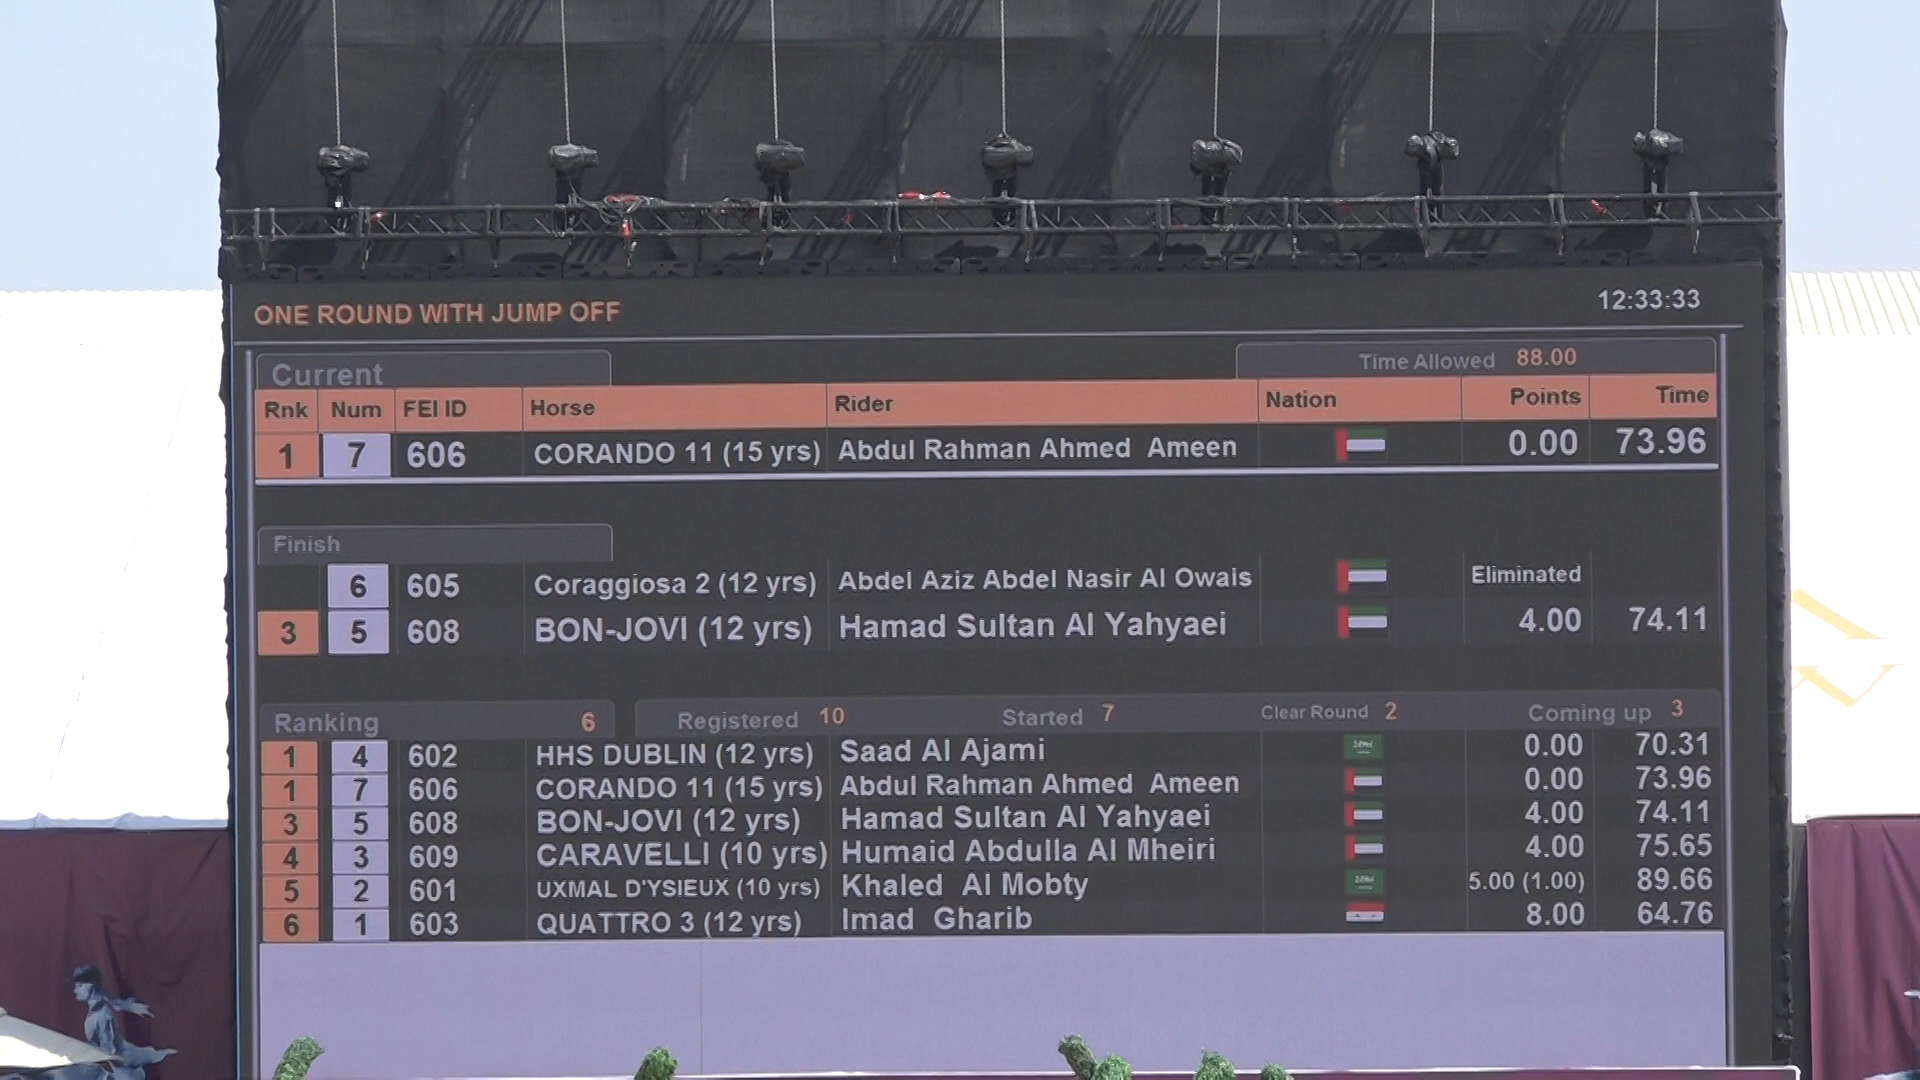 ONE ROUND WITH JUMP OFF 12:33:33
Current Time Allowed 88.00
Rnk Num FEI ID Horse Rider Nation Points Time
1 7 606 CORANDO 11 (15 yrs) Abdul Rahman Ahmed Ameen 0.00 73.96
Finish
6 605 Coraggiosa 2 (12 yrs) Abdel Aziz Abdel Nasir Al Owais Eliminated
3 5 608 BON-JOVI (12 yrs) Hamad Sultan Al Yahyaei 4.00 74.11
Ranking 6 Registered 10 Started 7 Clear Round 2 Coming up 3
1 4 602 HHS DUBLIN (12 yrs) Saad Al Ajami 0.00 70.31
1 7 606 CORANDO 11 (15 yrs) Abdul Rahman Ahmed Ameen 0.00 73.96
3 5 608 BON-JOVI (12 yrs) Hamad Sultan Al Yahyaei 4.00 74.11
4 3 609 CARAVELLI (10 yrs) Humaid Abdulla Al Mheiri 4.00 75.65
5 2 601 UXMAL D'YSIEUX (10 yrs) Khaled Al Mobty 5.00 (1.00) 89.66
6 1 603 QUATTRO 3 (12 yrs) Imad Gharib 8.00 64.76